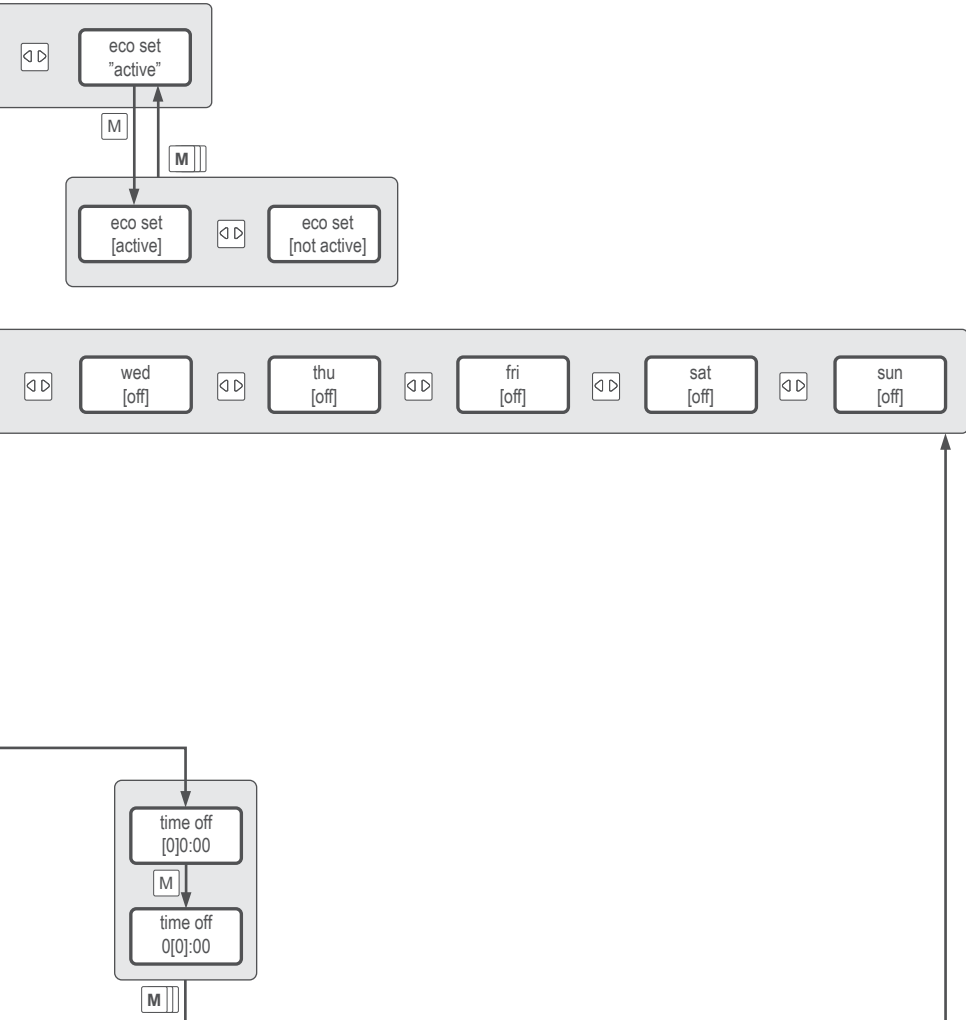 eco set
”active”
M
M
eco set
[active]
eco set
[not active]
wed
[off]
thu
[off]
fri
[off]
sat
[off]
sun
[off]
time off
[0]0:00
M
time off
0[0]:00
M